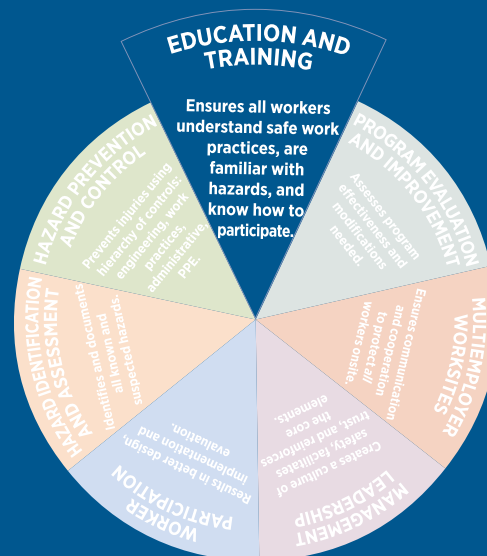 EDUCATION AND
TRAINING
Ensures all workers
understand safe work
practices, are
familiar with
hazards, and
know how to
participate.
PROGRAM EVALUATION
AND IMPROVEMENT
Assesses program
effectiveness and
modifications
needed.
MULTIEMPLOYER
WORKSITES
Ensures communication
and cooperation
to protect all
workers onsite.
MANAGEMENT
LEADERSHIP
Creates a culture of
safety, facilitates
trust, and reinforces
the core
elements.
WORKER
PARTICIPATION
Results in better design,
implementation and
evaluation.
HAZARD IDENTIFICATION
AND ASSESSMENT
Identifies and documents
all known and
suspected hazards.
HAZARD PREVENTION
AND CONTROL
Prevents injuries using
hierarchy of controls:
engineering, work
practices,
administrative,
PPE.